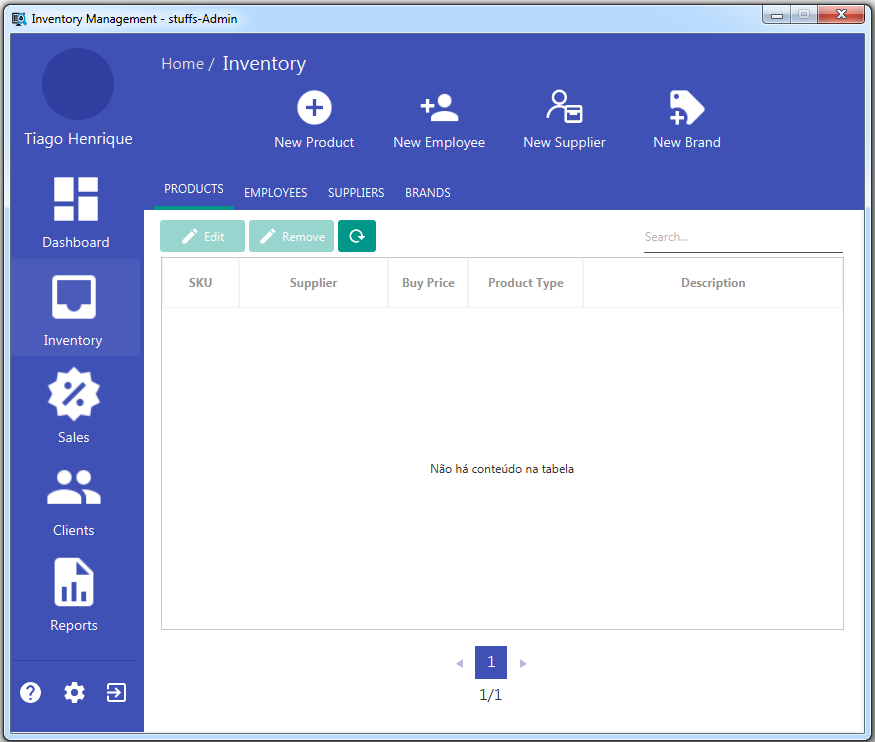 Inventory Management - stuffs-Admin
Tiago Henrique
Home / Inventory
New Product
New Employee
New Supplier
New Brand
Dashboard
Inventory
Sales
Clients
Reports
PRODUCTS EMPLOYEES SUPPLIERS BRANDS
Edit Remove Search...
SKU Supplier Buy Price Product Type Description
Não há conteúdo na tabela
1
1/1